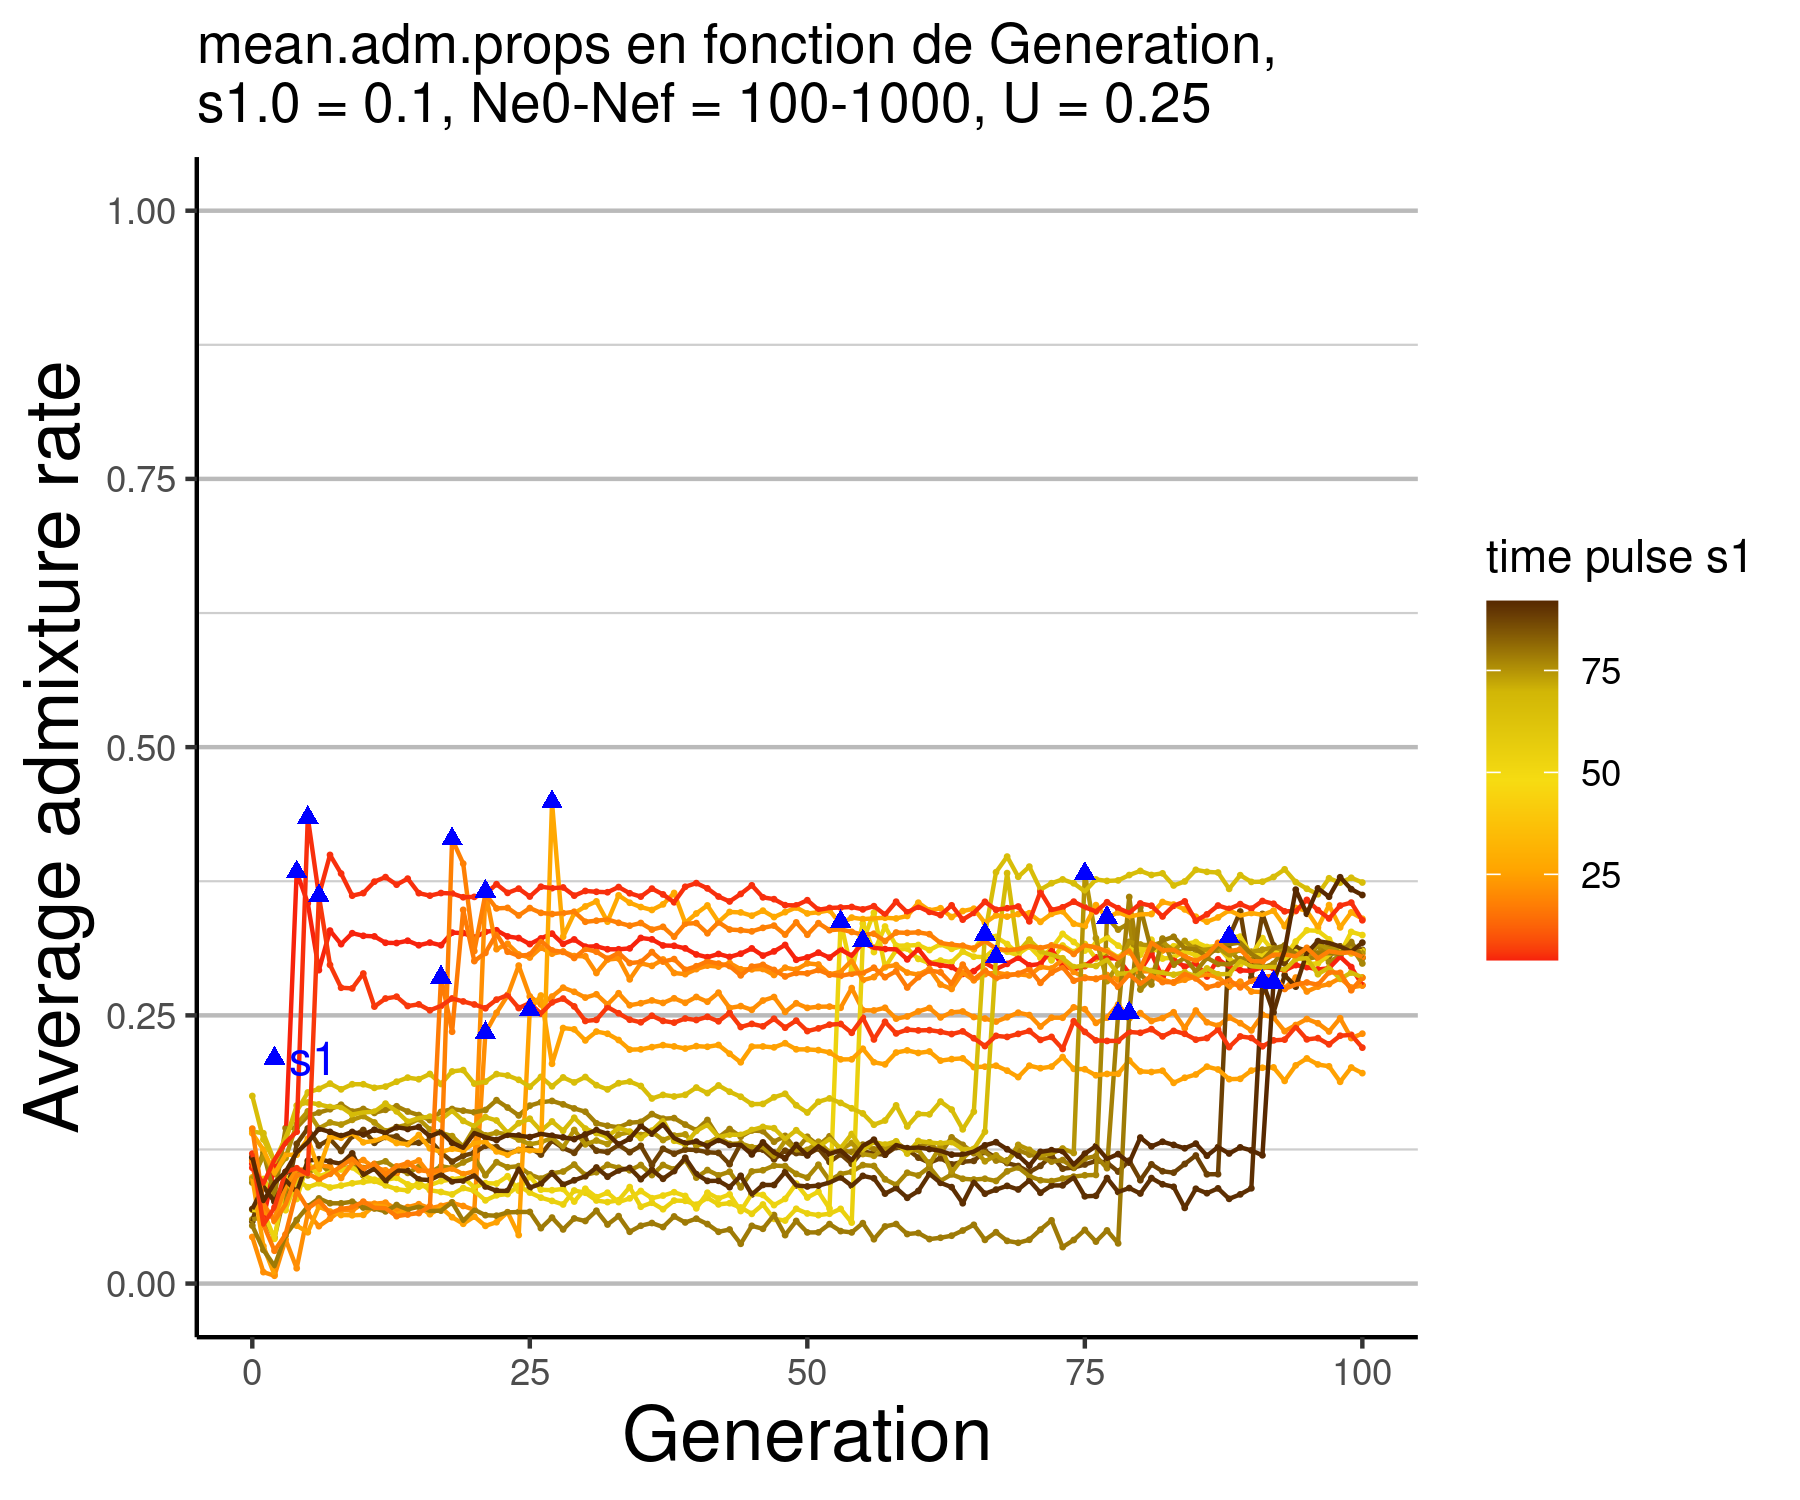 mean.adm.props en fonction de Generation,
s1.0 = 0.1, Ne0-Nef = 100-1000, U = 0.25
Average admixture rate
1.00
0.75
0.50
0.25
0.00
s1
0
25
50
75
100
Generation
time pulse s1
75
50
25